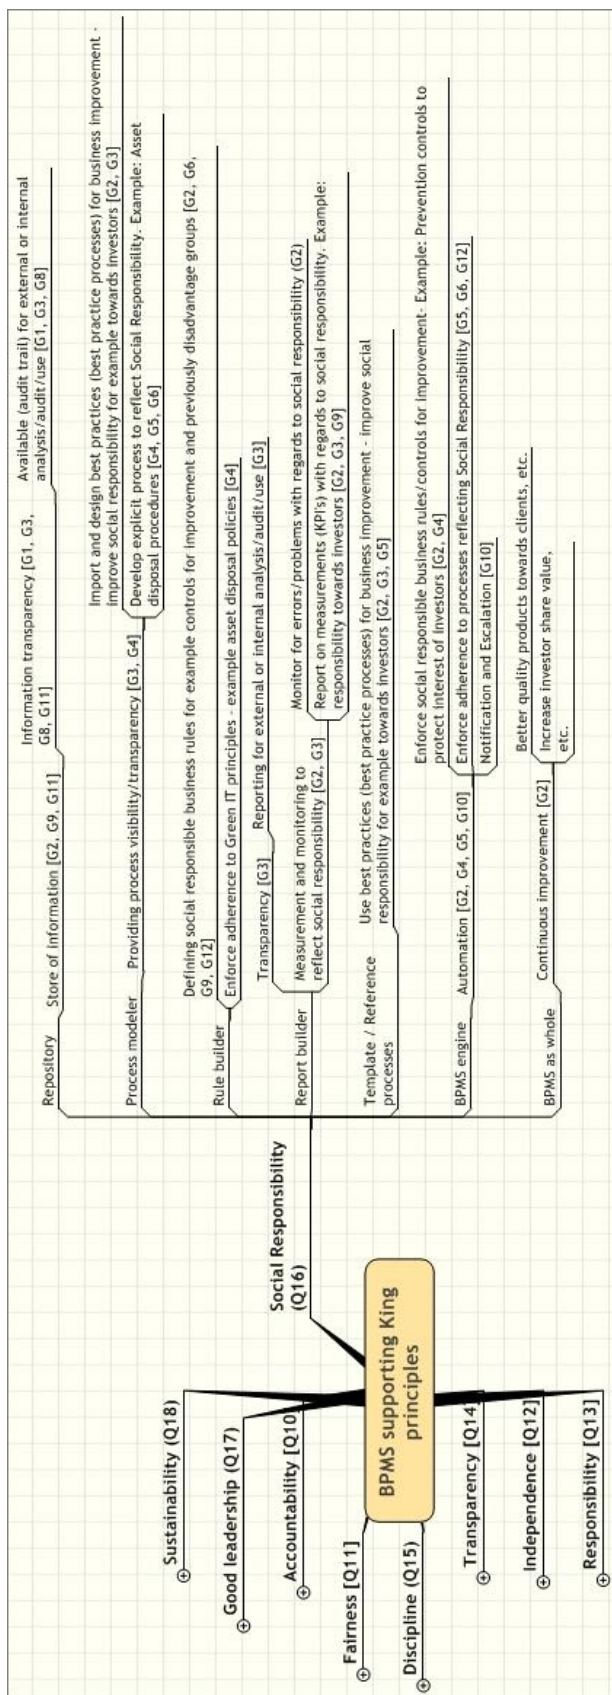 Sustainability (Q18)
Good leadership (Q17)
Accountability [Q10
Fairness [Q11]
Discipline (Q15)
Transparency [Q14]
Independence [Q12]
Responsibility [Q13]
BPMS supporting King
principles
Social Responsibility
(Q16)
Repository
Store of information [G2, G9, G11]
Information transparency [G1, G3,
G8, G11]
Available (audit trail) for external or internal
analysis/audit/use [G1, G3, G8]
Process modeler
Providing process visibility/transparency [G3, G4]
Import and design best practices (best practice processes) for business improvement -
improve social responsibility for example towards investors [G2, G3]
Develop explicit process to reflect Social Responsibility. Example: Asset
disposal procedures [G4, G5, G6]
Rule builder
Defining social responsible business rules for example controls for improvement and previously disadvantage groups [G2, G6,
G9, G12]
Enforce adherence to Green IT principles - example asset disposal policies [G4]
Report builder
Transparency [G3]
Reporting for external or internal analysis/audit/use [G3]
Measurement and monitoring to
reflect social responsibility [G2, G3]
Monitor for errors/problems with regards to social responsibility (G2)
Report on measurements (KPI's) with regards to social responsibility. Example:
responsibility towards investors [G2, G3, G9]
Template / Reference
processes
Use best practices (best practice processes) for business improvement - improve social
responsibility for example towards investors [G2, G3, G5]
BPMS engine
Automation [G2, G4, G5, G10]
Enforce social responsible business rules/controls for improvement- Example: Prevention controls to
protect interest of investors [G2, G4]
Enforce adherence to processes reflecting Social Responsibility [G5, G6, G12]
Notification and Escalation [G10]
BPMS as whole
Continuous improvement [G2]
Better quality products towards clients, etc.
Increase investor share value,
etc.